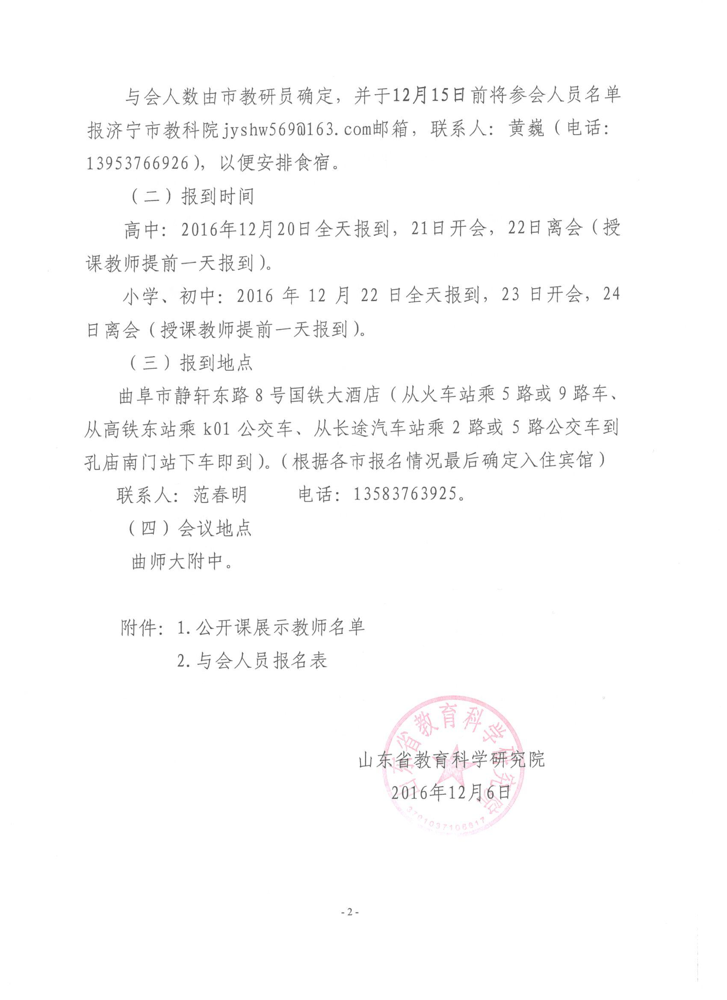 与会人数由市教研员确定，并于12月15日前将参会人员名单
报济宁市教科院jyshw569@163.com邮箱，联系人：黄巍（电话：
13953766926），以便安排食宿。
（二）报到时间
高中：2016年12月20日全天报到，21日开会，22日离会（授
课教师提前一天报到）。
小学、初中：2016 年 12 月 22 日全天报到，23 日开会，24
日离会（授课教师提前一天报到）。
（三）报到地点
曲阜市静轩东路 8 号国铁大酒店（从火车站乘 5 路或 9 路车、
从高铁东站乘 k01 公交车、从长途汽车站乘 2 路或 5 路公交车到
孔庙南门站下车即到）。（根据各市报名情况最后确定入住宾馆）
联系人：范春明 电话：13583763925。
（四）会议地点
曲师大附中。
附件：1.公开课展示教师名单
2.与会人员报名表
山东省教育科学研究院
山东省教育科学研究院
2016年12月6日
3701037106617
- 2 -